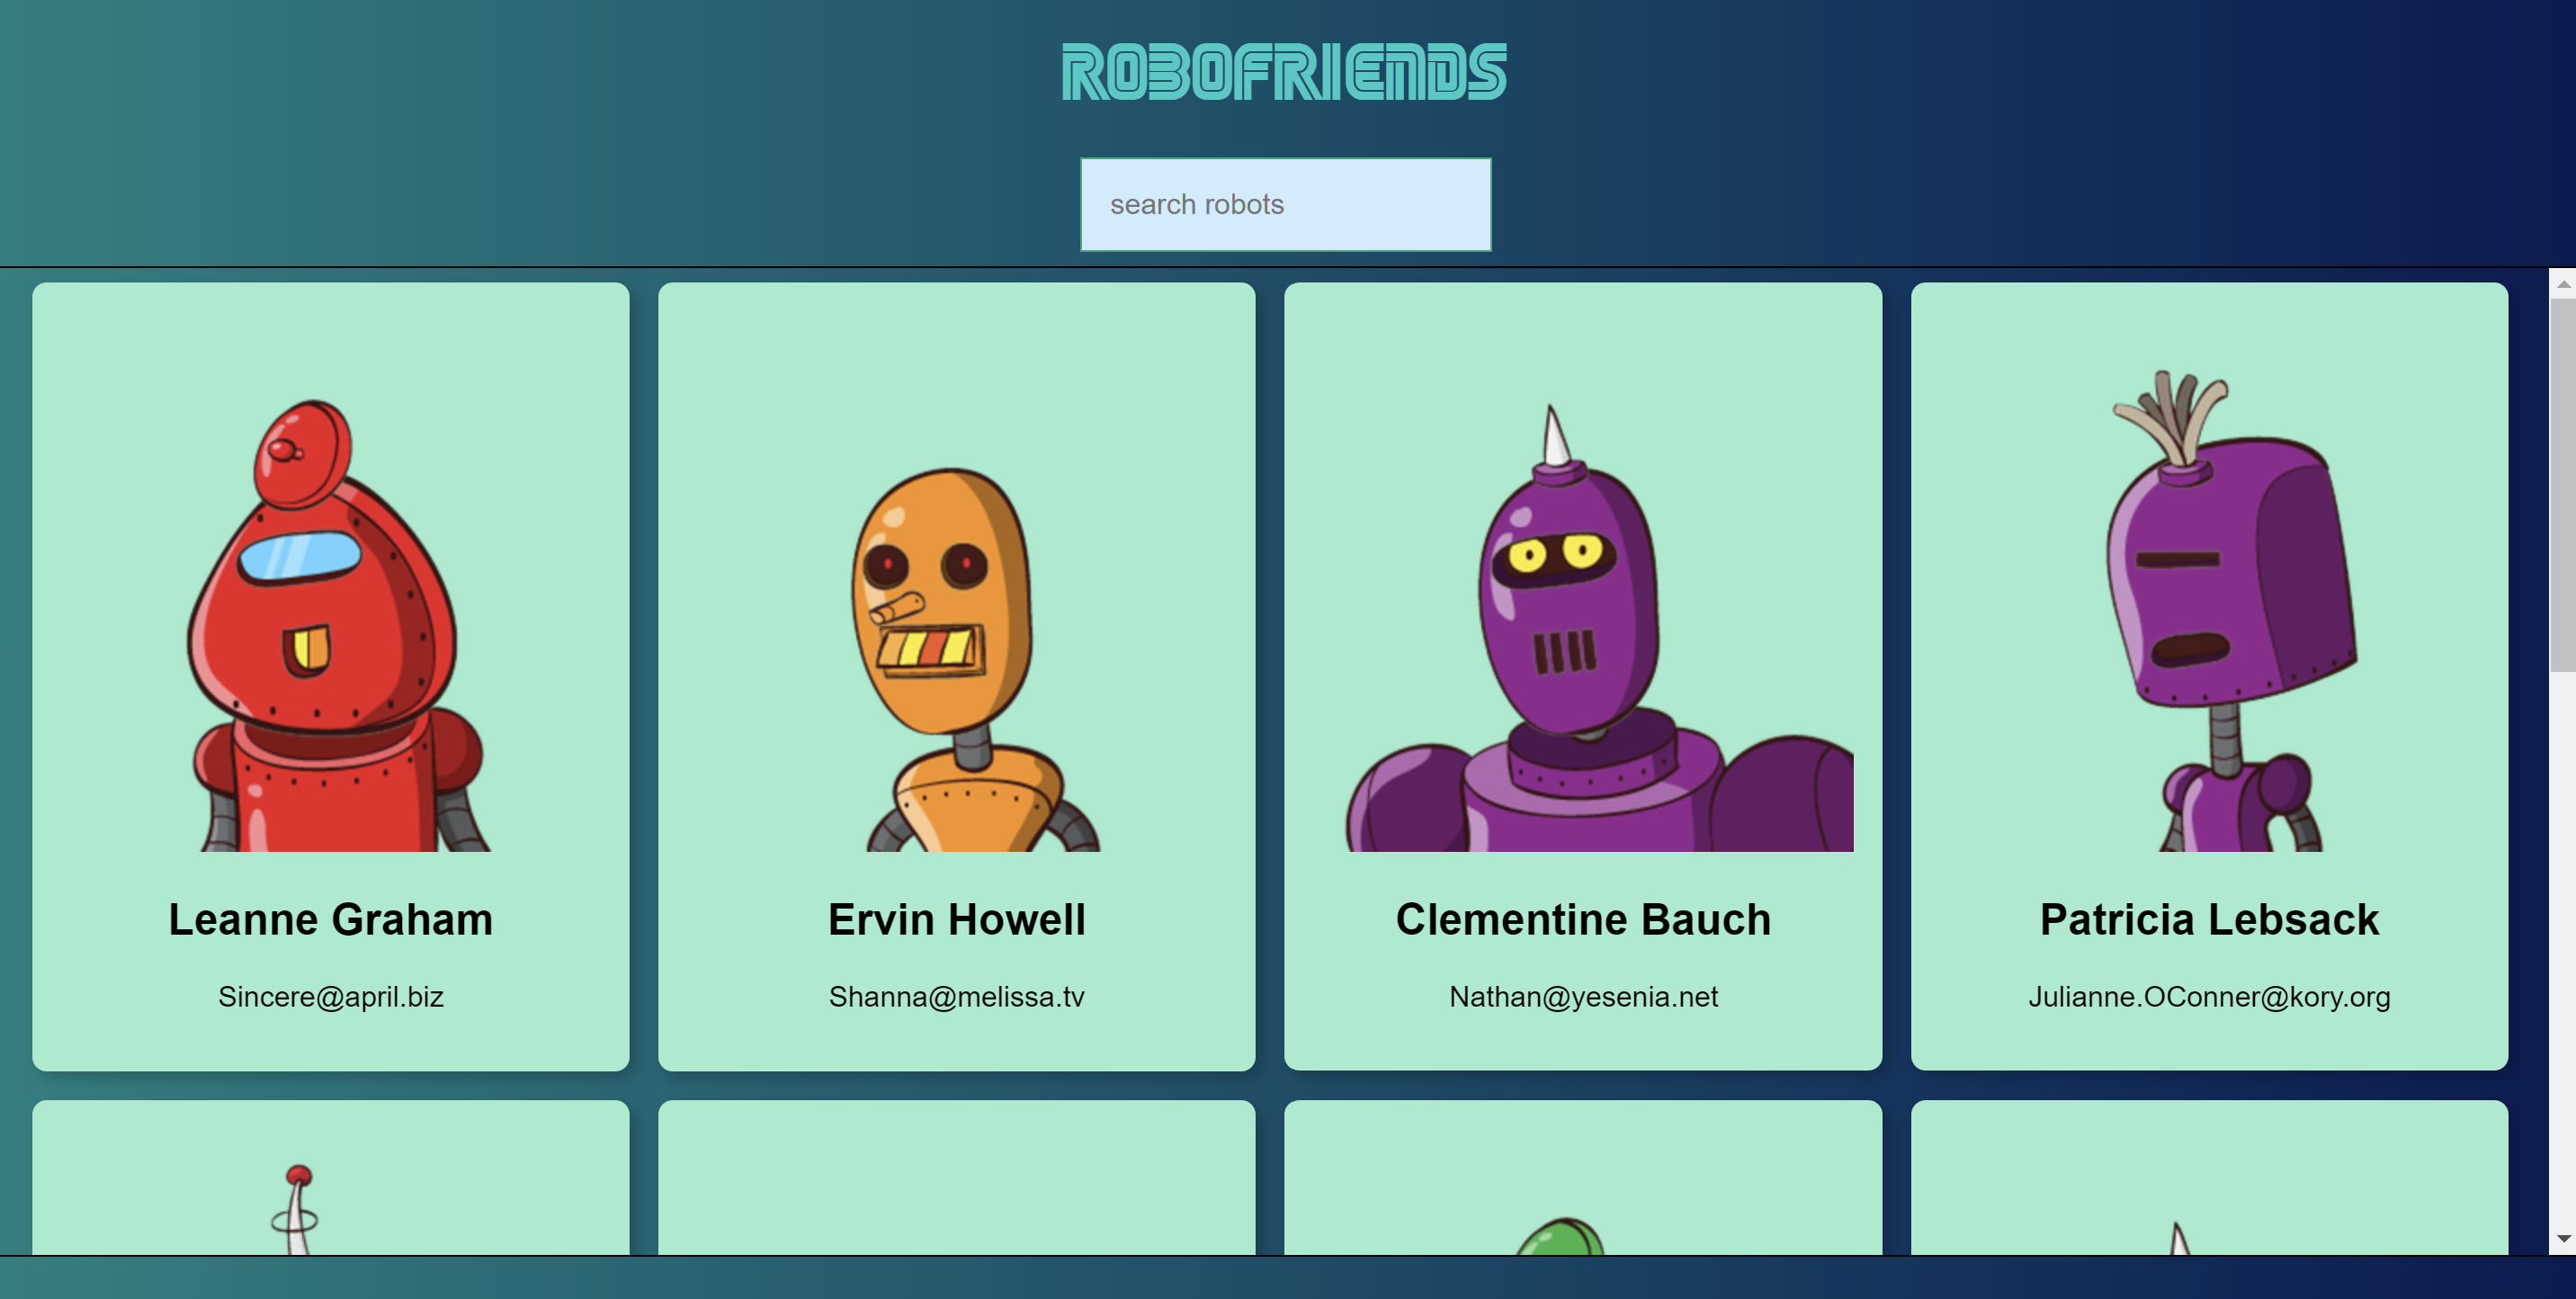 ROBOFRIENDS
search robots
Leanne Graham
Sincere@april.biz
Ervin Howell
Shanna@melissa.tv
Clementine Bauch
Nathan@yesenia.net
Patricia Lebsack
Julianne.OConner@kory.org